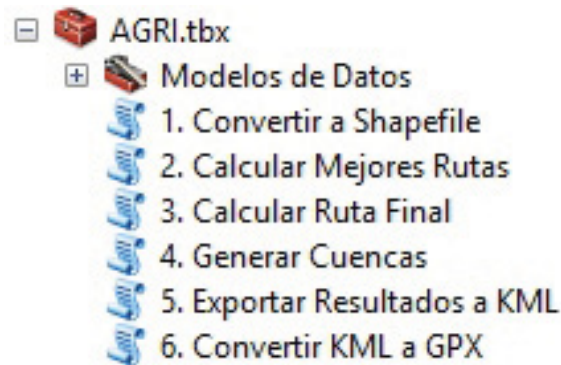 AGRI.tbx
Modelos de Datos
1. Convertir a Shapefile
2. Calcular Mejores Rutas
3. Calcular Ruta Final
4. Generar Cuencas
5. Exportar Resultados a KML
6. Convertir KML a GPX